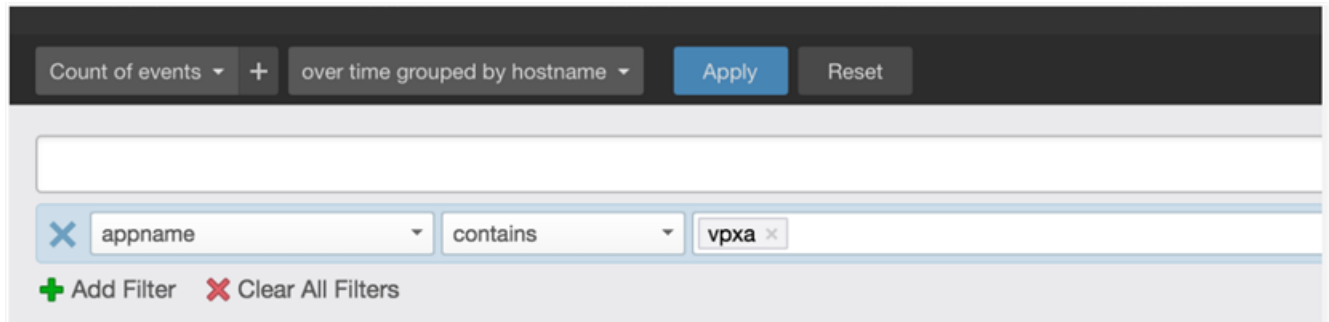 Count of events + over time grouped by hostname Apply Reset
appname contains vpxa ×
Add Filter Clear All Filters